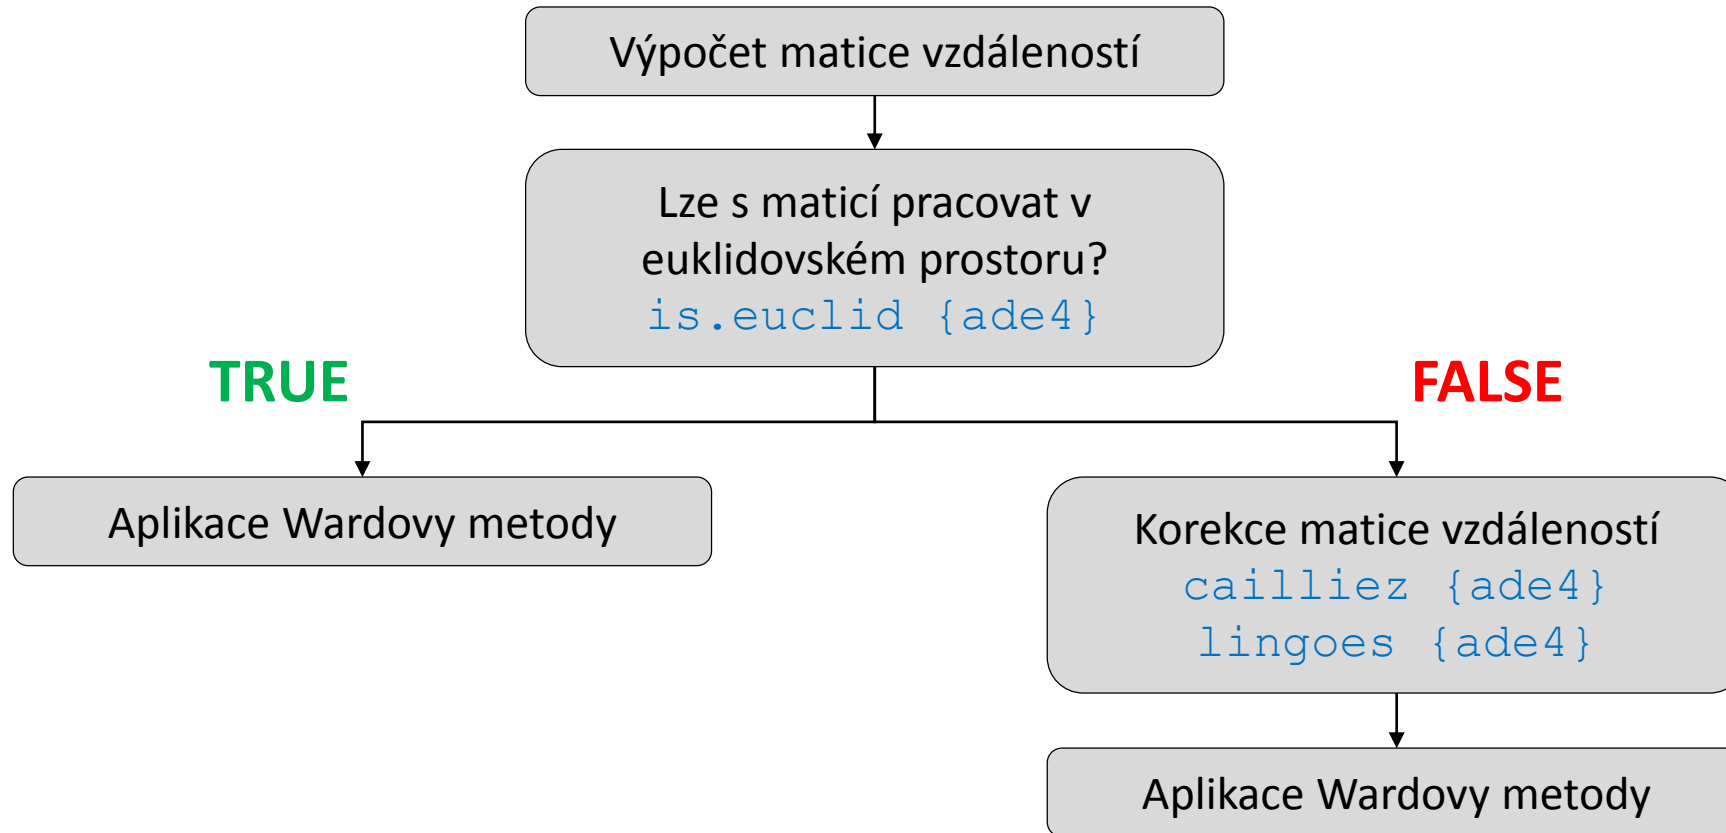 Výpočet matice vzdáleností
Lze s maticí pracovat v
euklidovském prostoru?
is.euclid {ade4}
TRUE
FALSE
Aplikace Wardovy metody
Korekce matice vzdáleností
cailliez {ade4}
lingoes {ade4}
Aplikace Wardovy metody